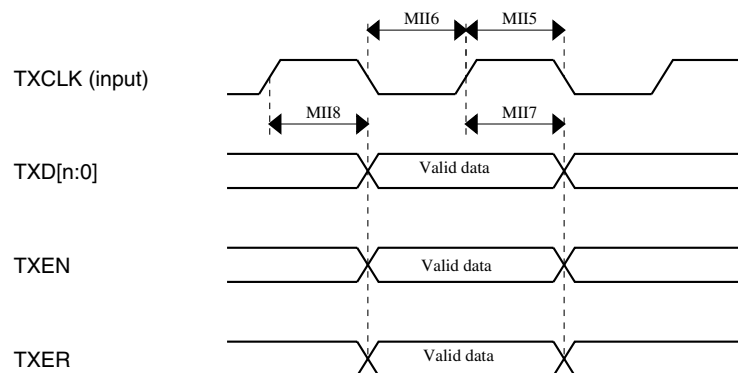 MII6 MII5
TXCLK (input)
MII8 MII7
TXD[n:0] Valid data
TXEN Valid data
TXER Valid data